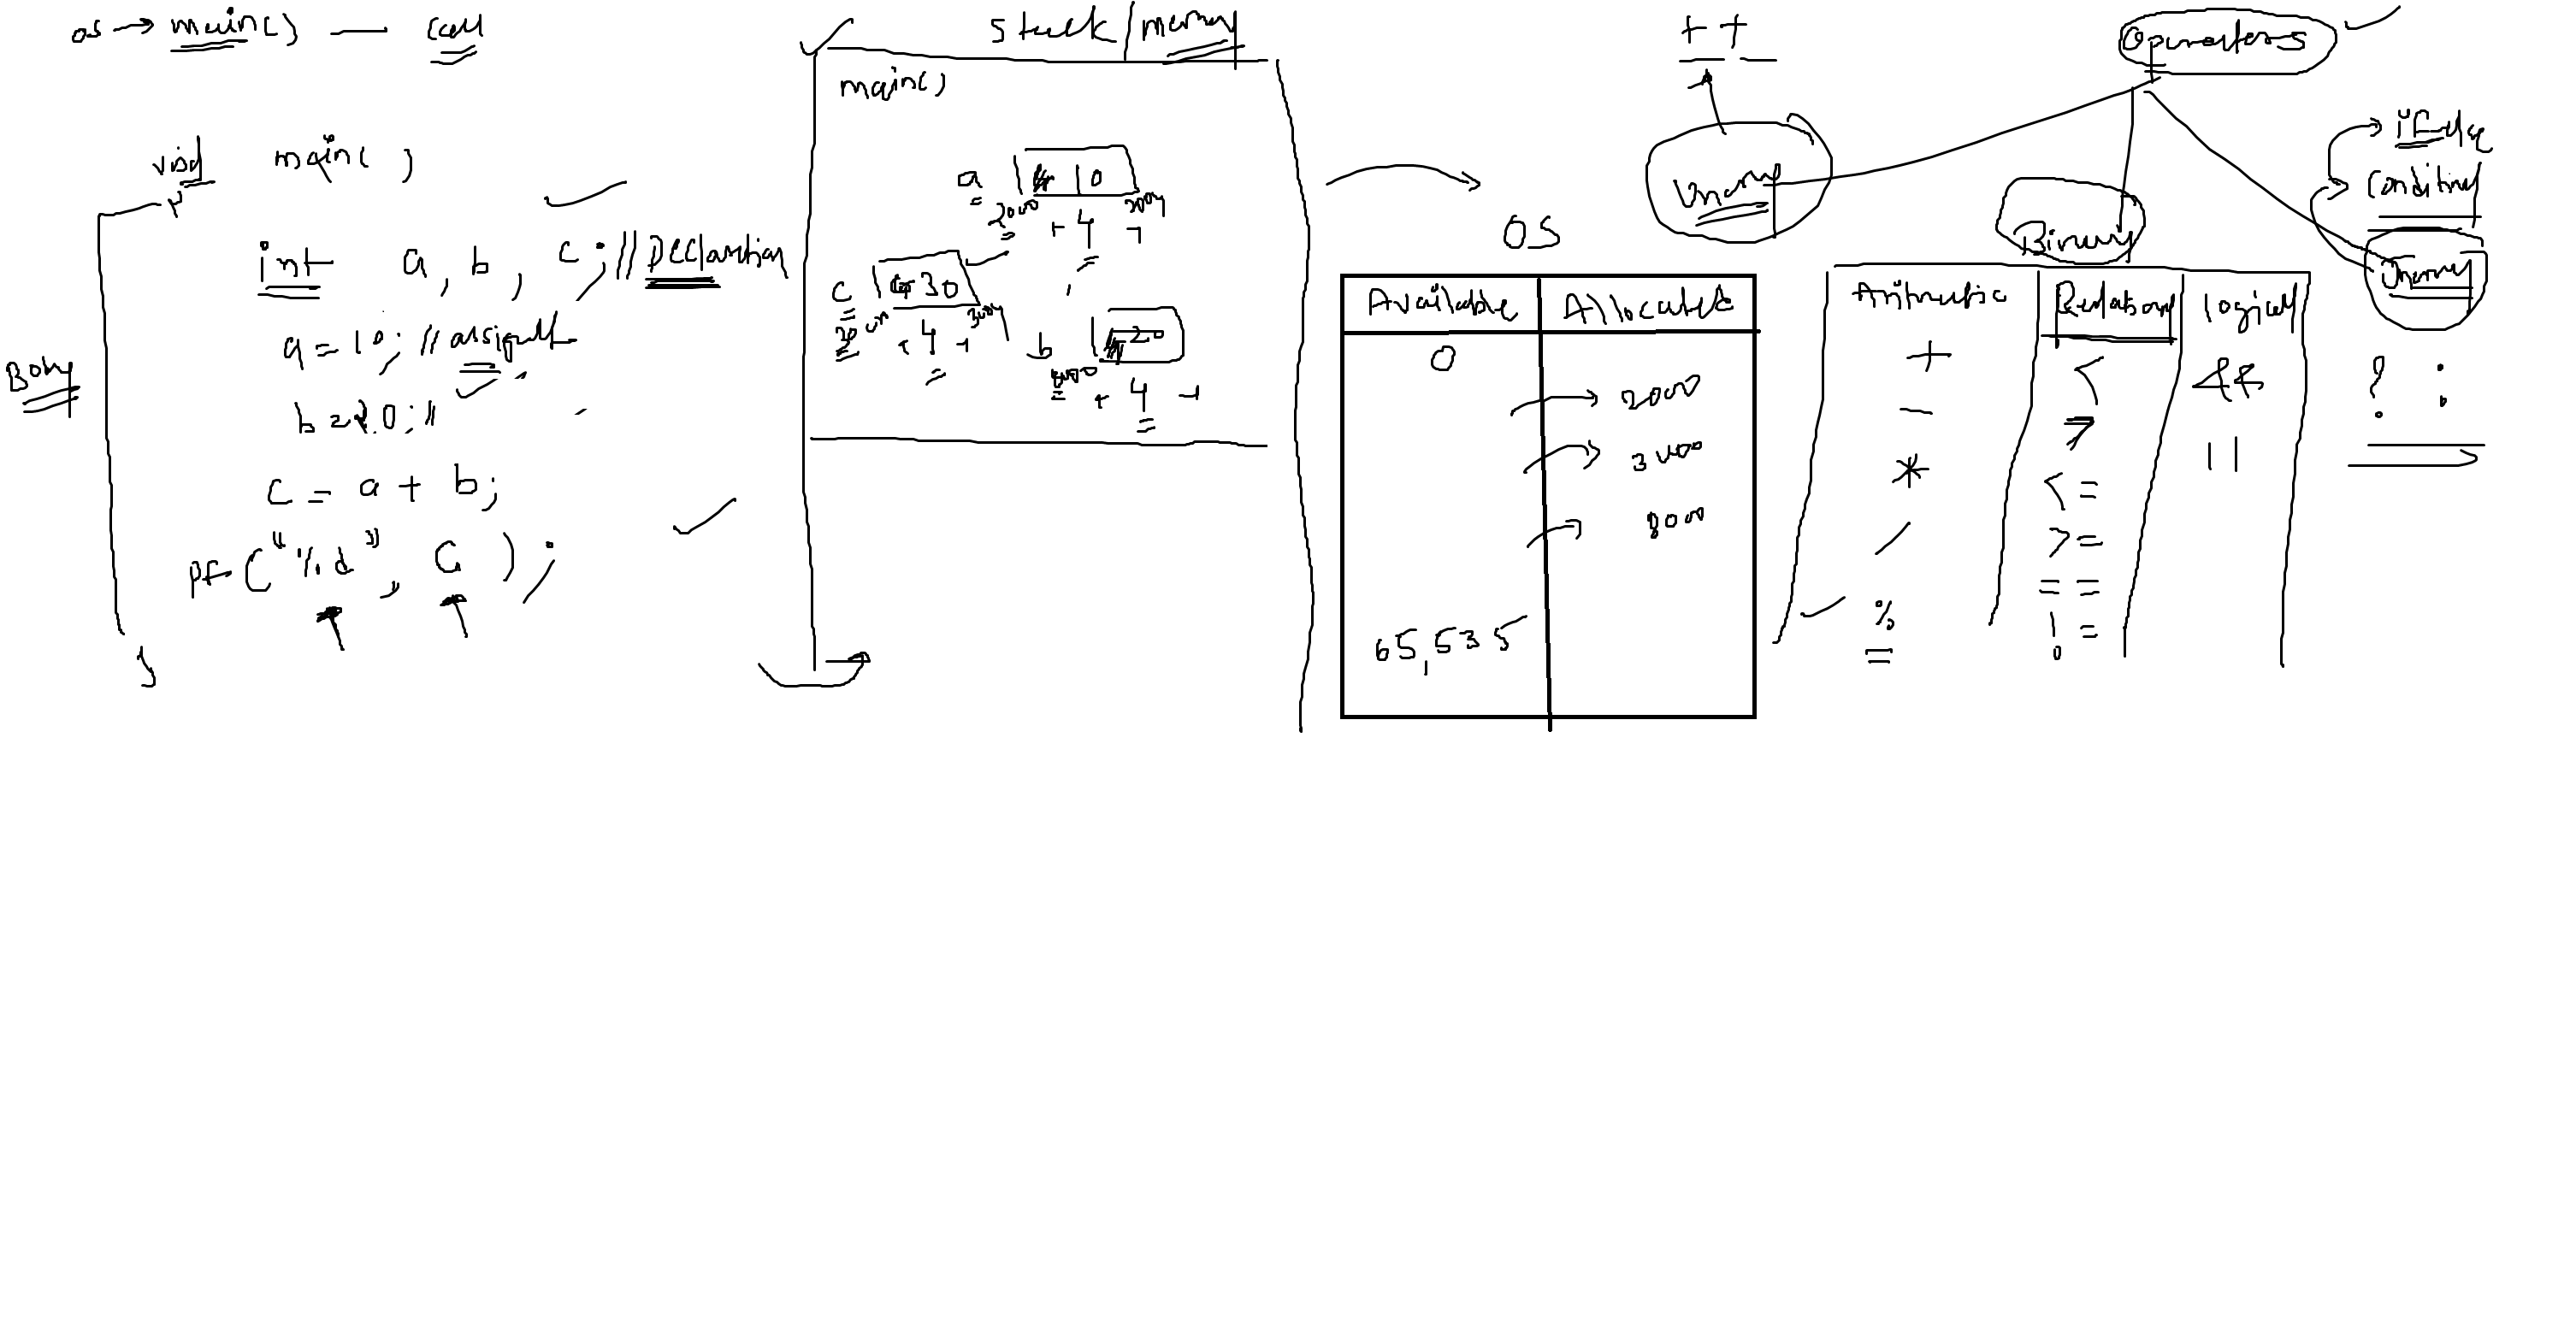 os → main() — call
void main( )
{
int a, b, c; // Declaration
a = 10; // assignt
b = 20; //
c = a + b;
pf ("%d", c);
}
Body
Stack / memory
main()
a 10
2000 + 4 → 2004
c 30
3000 + 4 → 3004
b 20
8000 + 4 →
OS
Available Allocated
0
→ 2000
→ 3000
→ 8000
65,535
++ --
Operators
Unary
Binary
Ternary
if else
Conditional
Arithmetic Relational logical
+ < &&
- > ||
* <=
/ >=
% ==
!=
? :